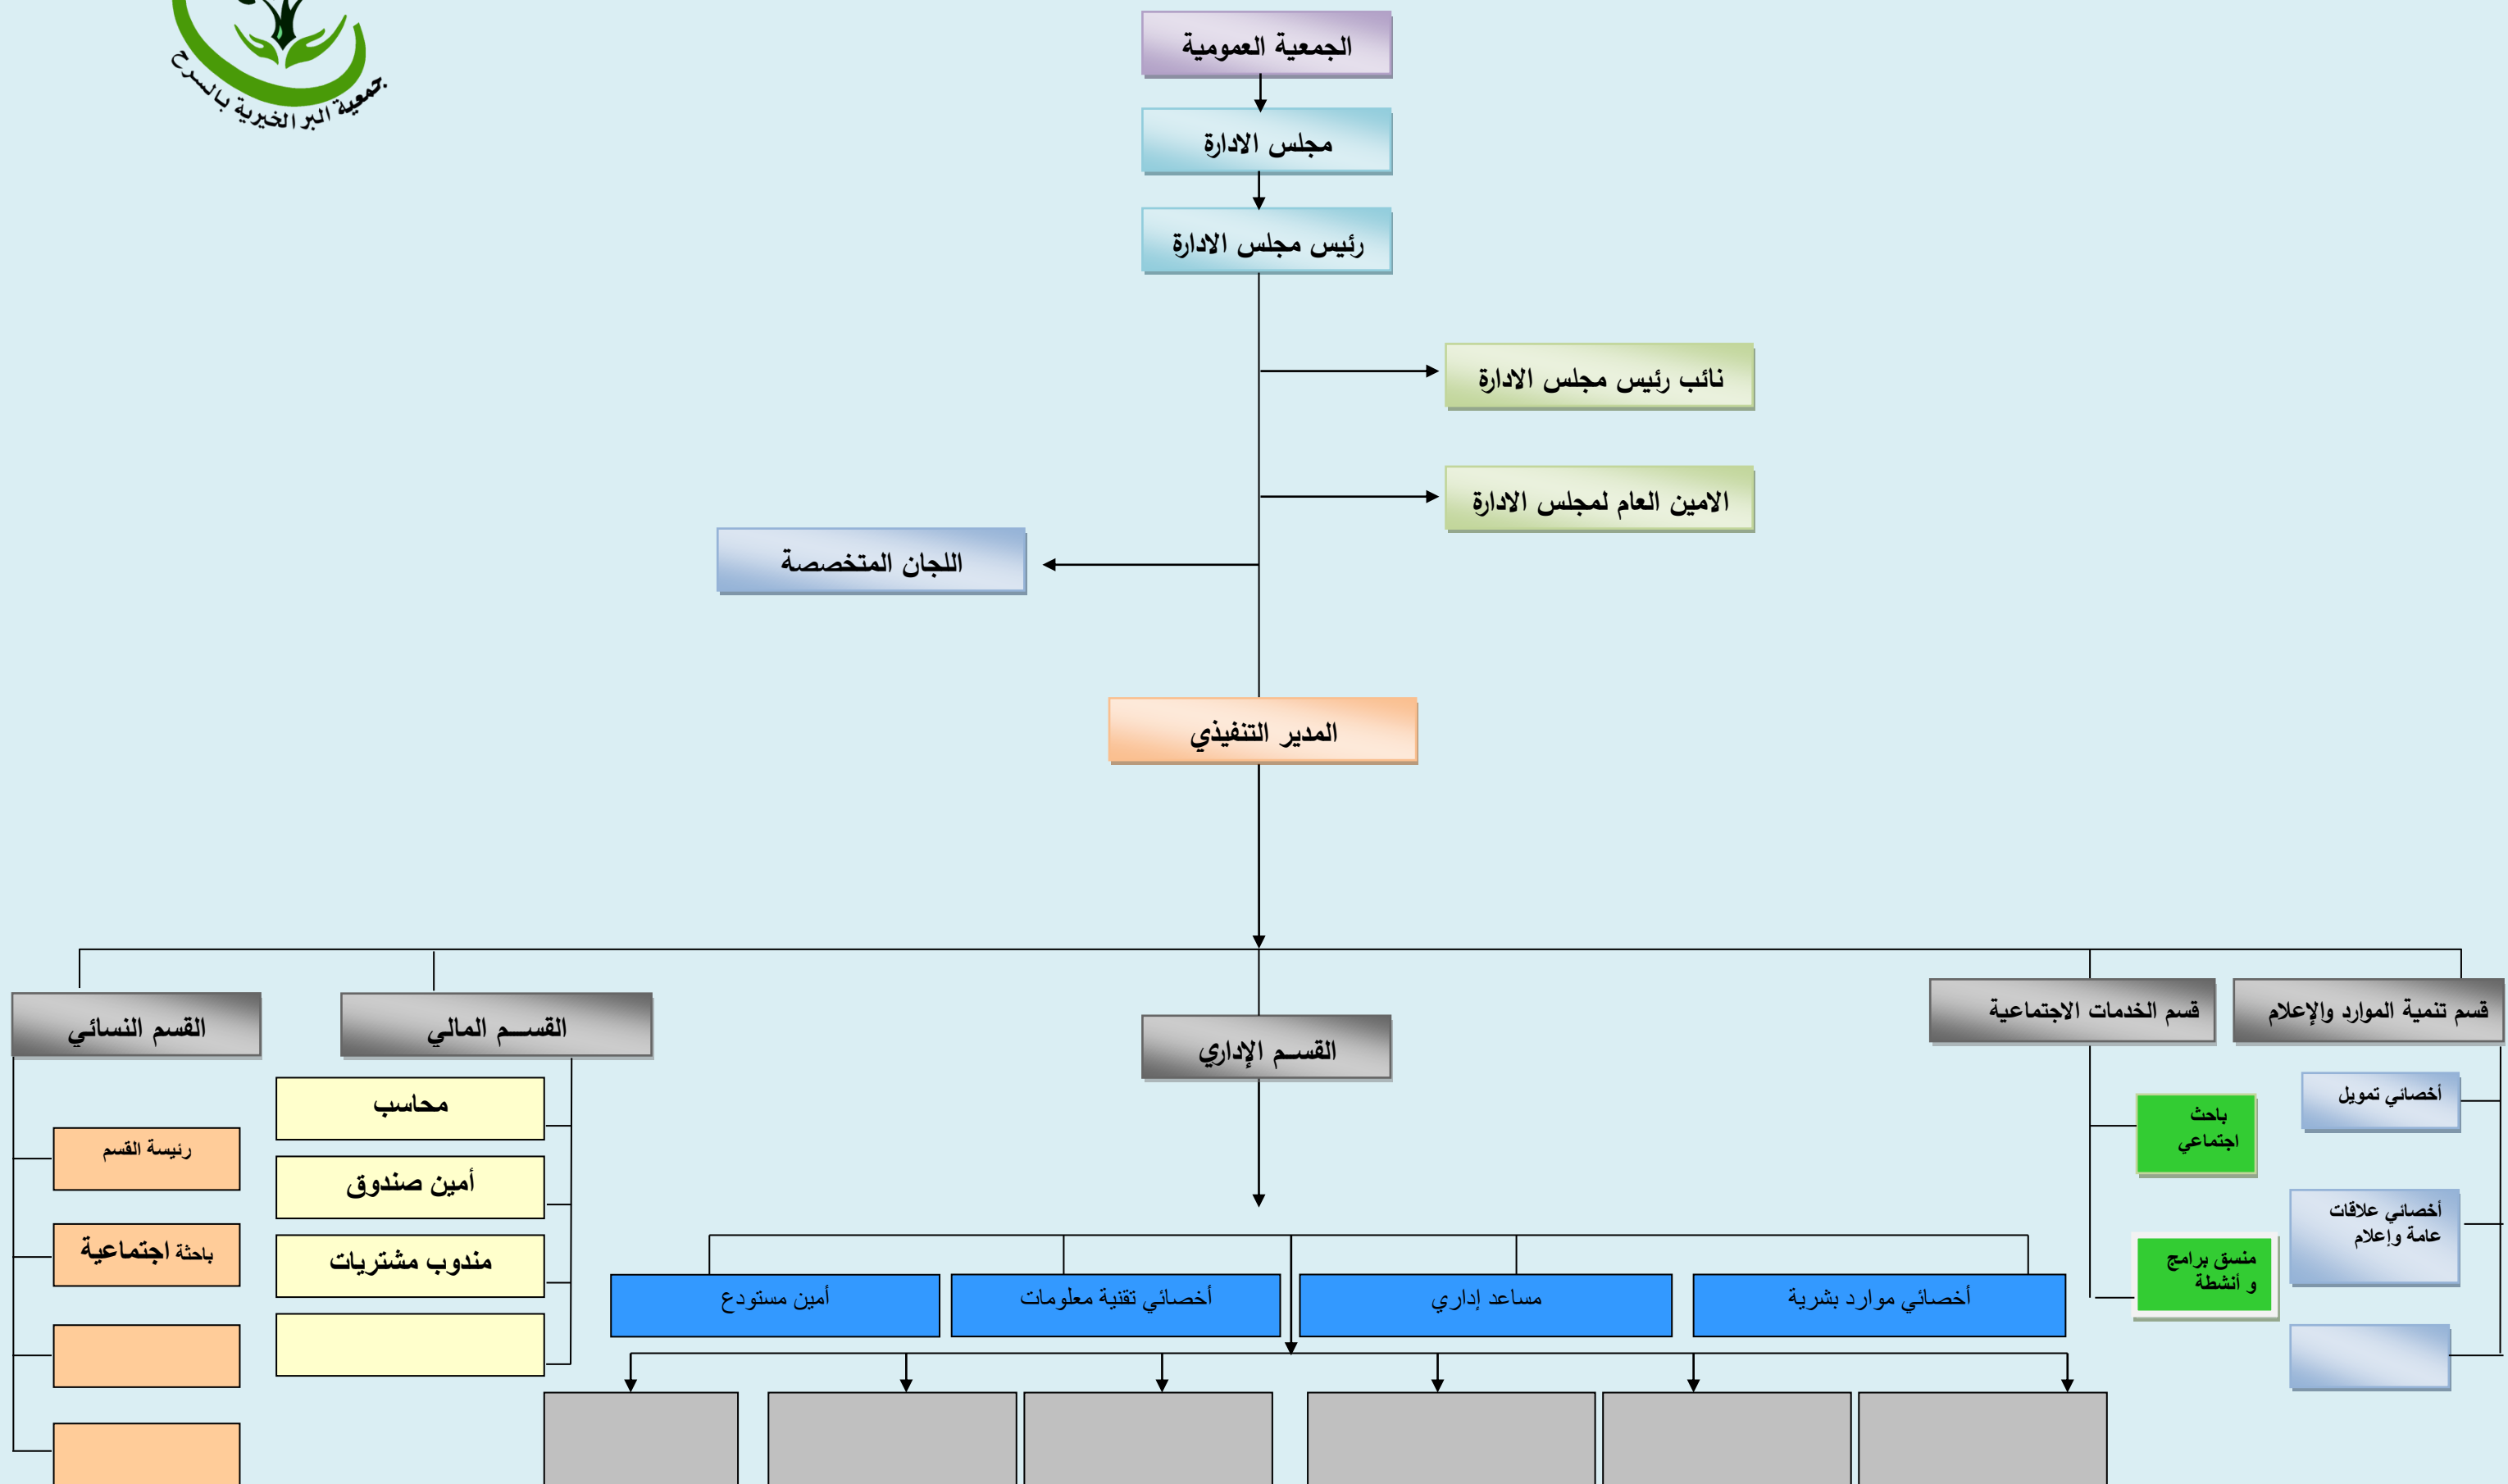 جمعية البر الخيرية بالسرح
الجمعية العمومية
مجلس الادارة
رئيس مجلس الادارة
نائب رئيس مجلس الادارة
الامين العام لمجلس الادارة
اللجان المتخصصة
المدير التنفيذي
قسم تنمية الموارد والإعلام
قسم الخدمات الاجتماعية
القسـم الإداري
القســم المالي
القسم النسائي
أخصائي تمويل
أخصائي علاقات
عامة وإعلام
باحث
اجتماعي
منسق برامج
و أنشطة
أخصائي موارد بشرية
مساعد إداري
أخصائي تقنية معلومات
أمين مستودع
محاسب
أمين صندوق
مندوب مشتريات
رئيسة القسم
باحثة اجتماعية